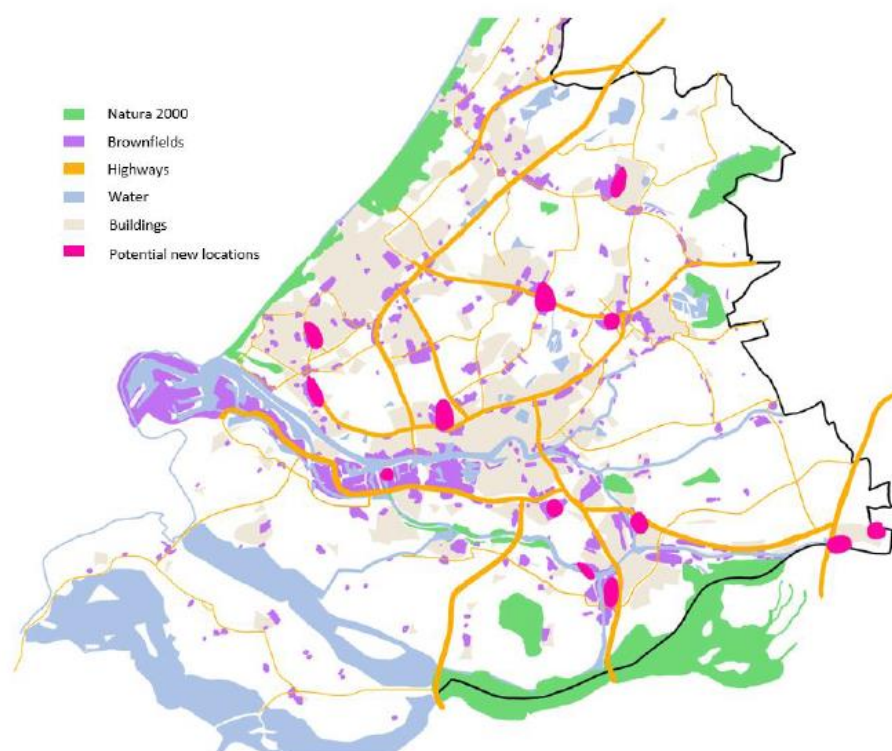 Natura 2000
Brownfields
Highways
Water
Buildings
Potential new locations